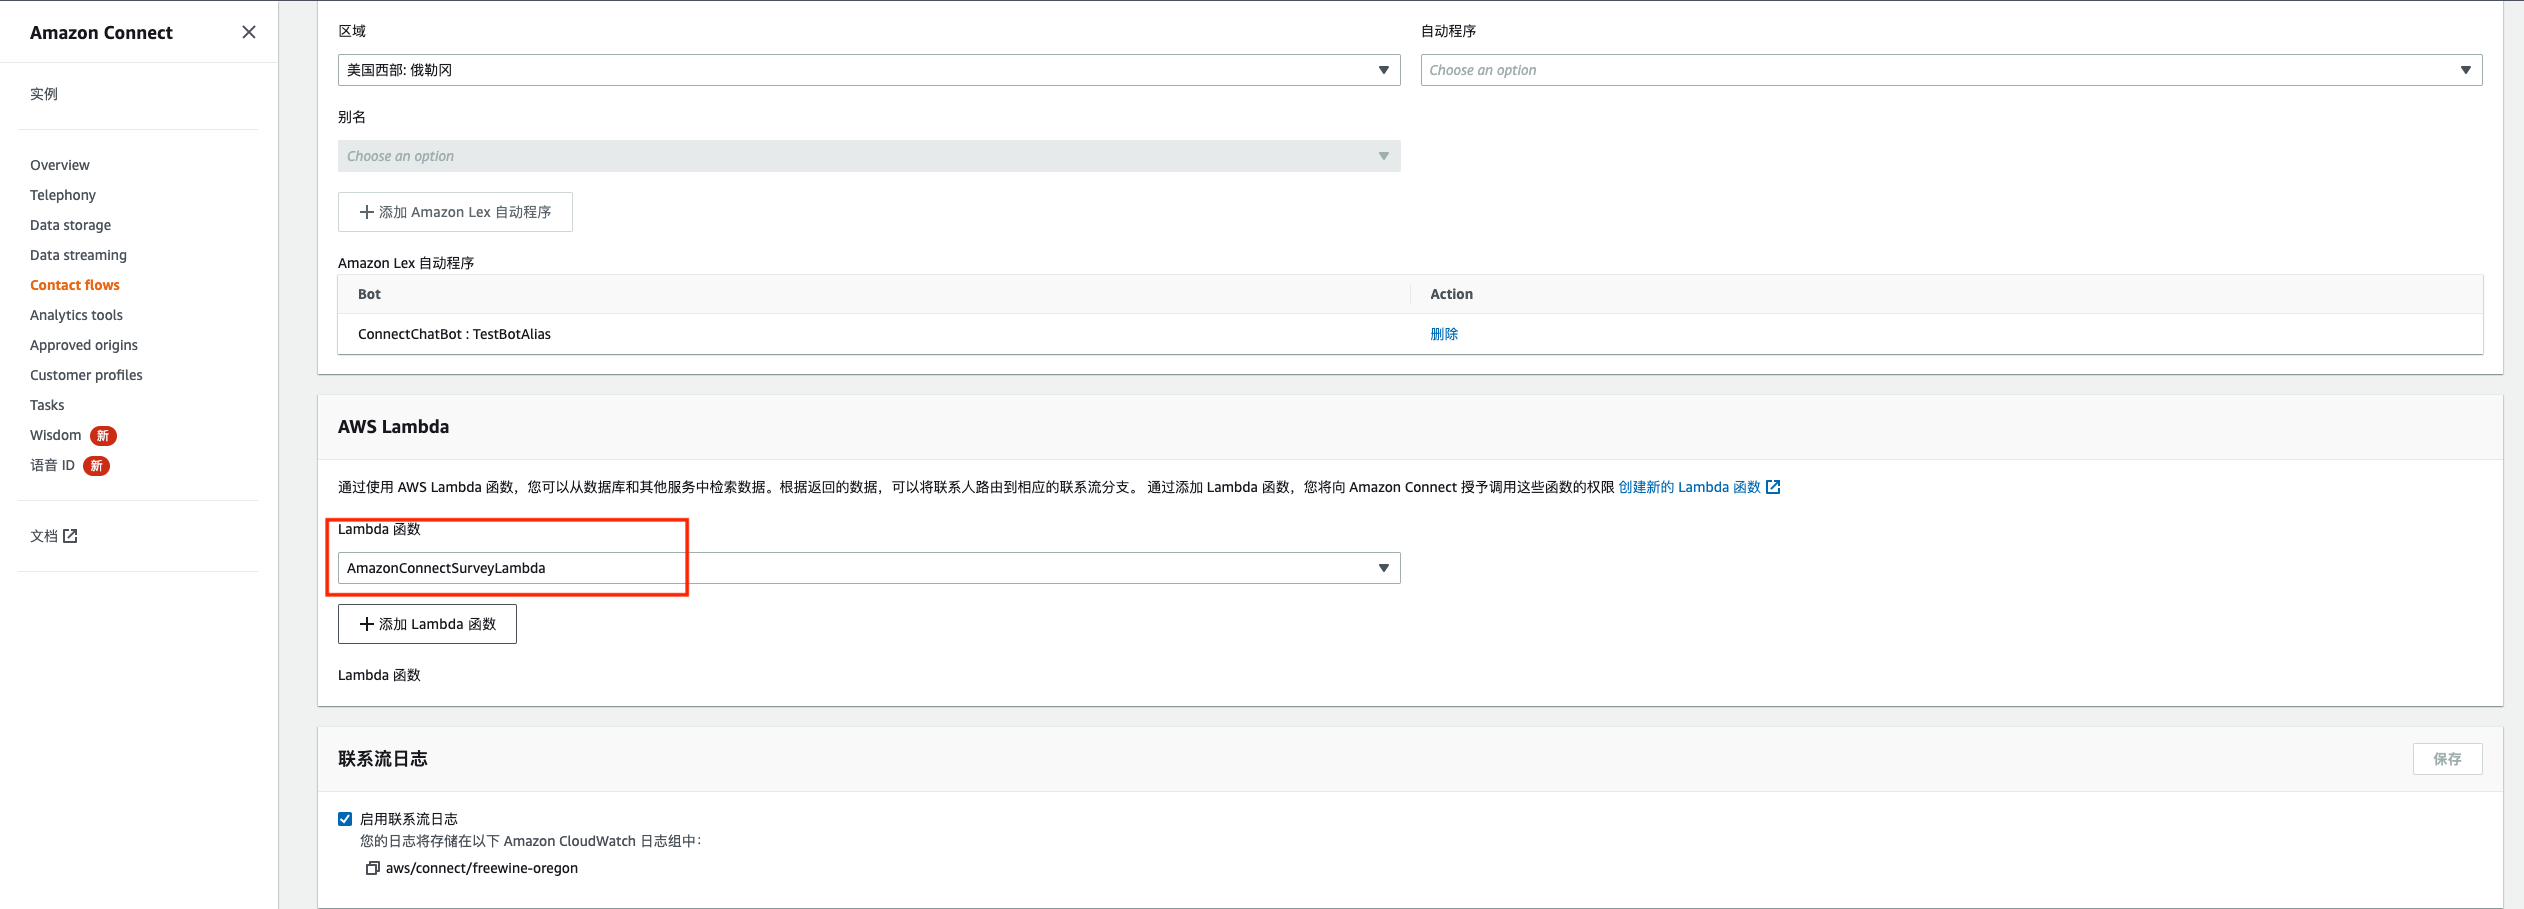 Amazon Connect
实例
Overview
Telephony
Data storage
Data streaming
Contact flows
Analytics tools
Approved origins
Customer profiles
Tasks
Wisdom 新
语音 ID 新
文档
区域
自动程序
美国西部: 俄勒冈
Choose an option
别名
Choose an option
添加 Amazon Lex 自动程序
Amazon Lex 自动程序
Bot
Action
ConnectChatBot : TestBotAlias
删除
AWS Lambda
通过使用 AWS Lambda 函数，您可以从数据库和其他服务中检索数据。根据返回的数据，可以将联系人路由到相应的联系流分支。 通过添加 Lambda 函数，您将向 Amazon Connect 授予调用这些函数的权限 创建新的 Lambda 函数
Lambda 函数
AmazonConnectSurveyLambda
添加 Lambda 函数
Lambda 函数
联系流日志
保存
启用联系流日志
您的日志将存储在以下 Amazon CloudWatch 日志组中：
aws/connect/freewine-oregon